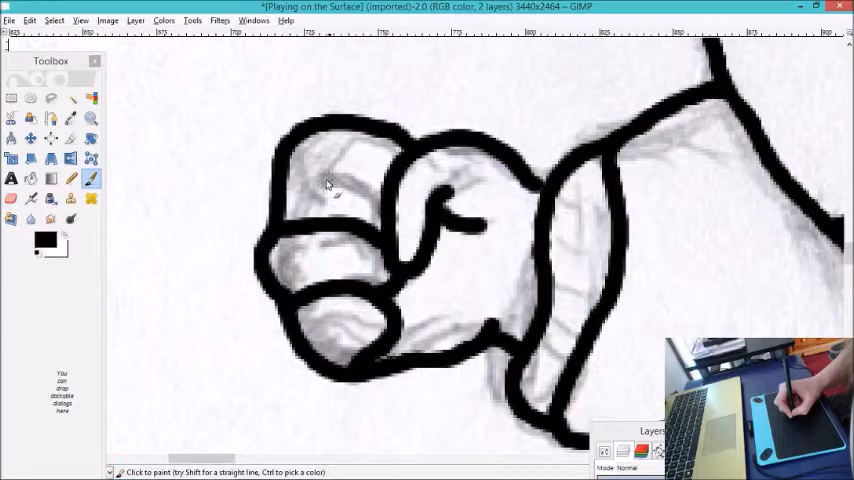 *[Playing on the Surface] (imported)-2.0 (RGB color, 2 layers) 3440x2464 – GIMP
File Edit Select View Image Layer Colors Tools Filters Windows Help
Toolbox
You
can
drop
dockable
dialogs
here
Layers
Mode: Normal
Click to paint (try Shift for a straight line, Ctrl to pick a color)